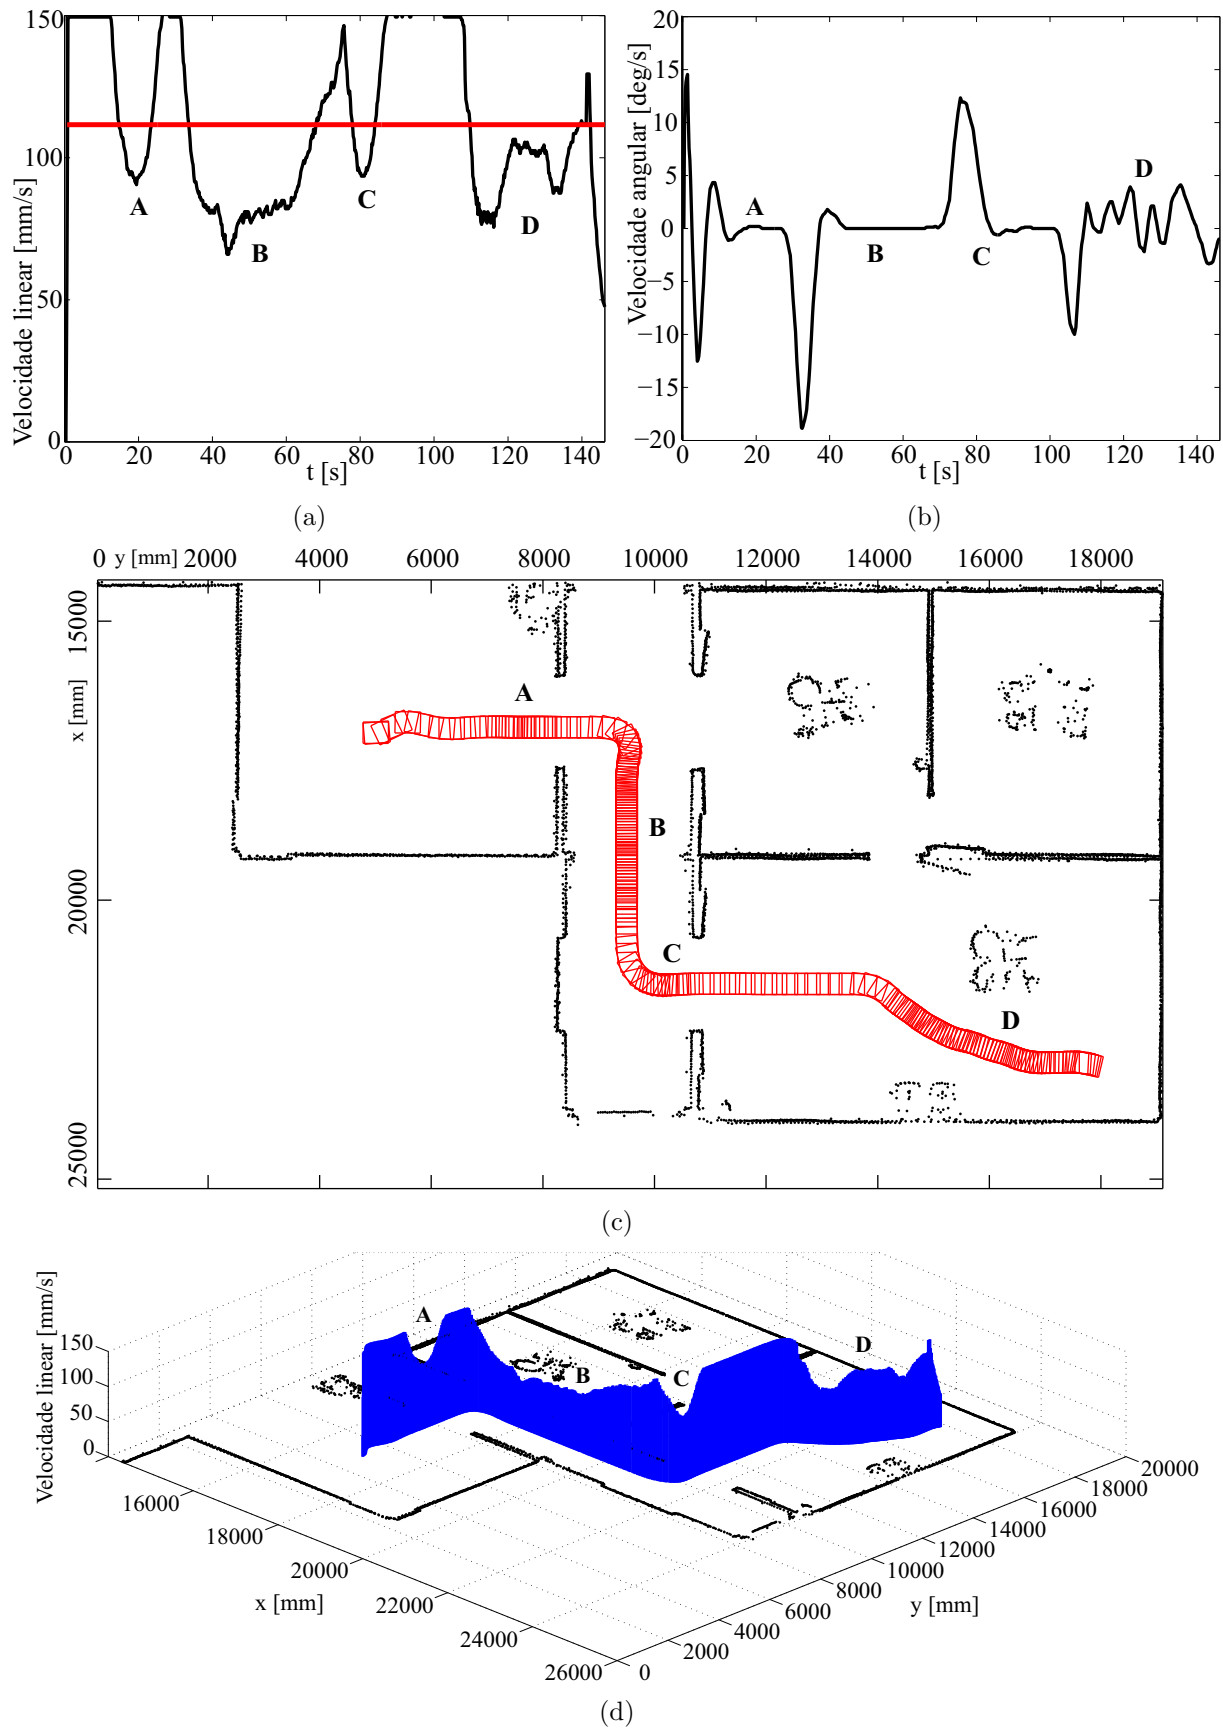 Velocidade linear [mm/s]
150
100
50
0
A
B
C
D
0 20 40 60 80 100 120 140
t [s]
(a)
Velocidade angular [deg/s]
20
15
10
5
0
−5
−10
−15
−20
A
B
C
D
0 20 40 60 80 100 120 140
t [s]
(b)
0 y [mm] 2000 4000 6000 8000 10000 12000 14000 16000 18000
x [mm]
15000
20000
25000
A
B
C
D
(c)
Velocidade linear [mm/s]
150
100
50
0
A
B
C
D
16000
18000
20000
22000
24000
26000
x [mm]
0
2000
4000
6000
8000
10000
12000
14000
16000
18000
20000
y [mm]
(d)